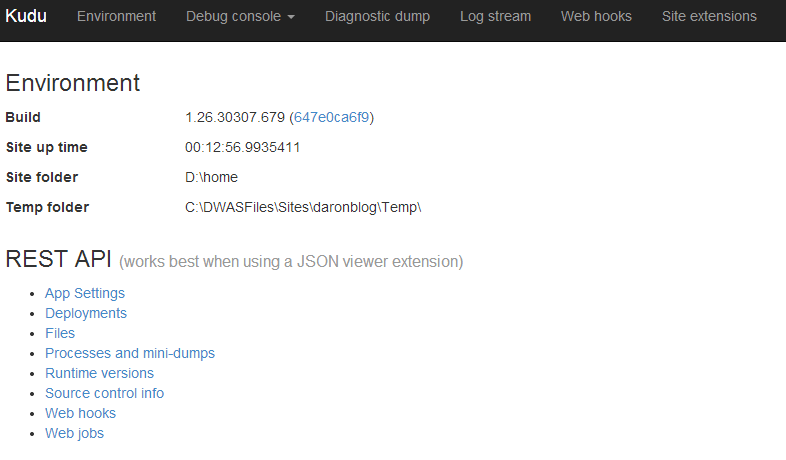 Kudu Environment Debug console Diagnostic dump Log stream Web hooks Site extensions
Environment
Build 1.26.30307.679 (647e0ca6f9)
Site up time 00:12:56.9935411
Site folder D:\home
Temp folder C:\DWASFiles\Sites\daronblog\Temp\
REST API (works best when using a JSON viewer extension)
• App Settings
• Deployments
• Files
• Processes and mini-dumps
• Runtime versions
• Source control info
• Web hooks
• Web jobs